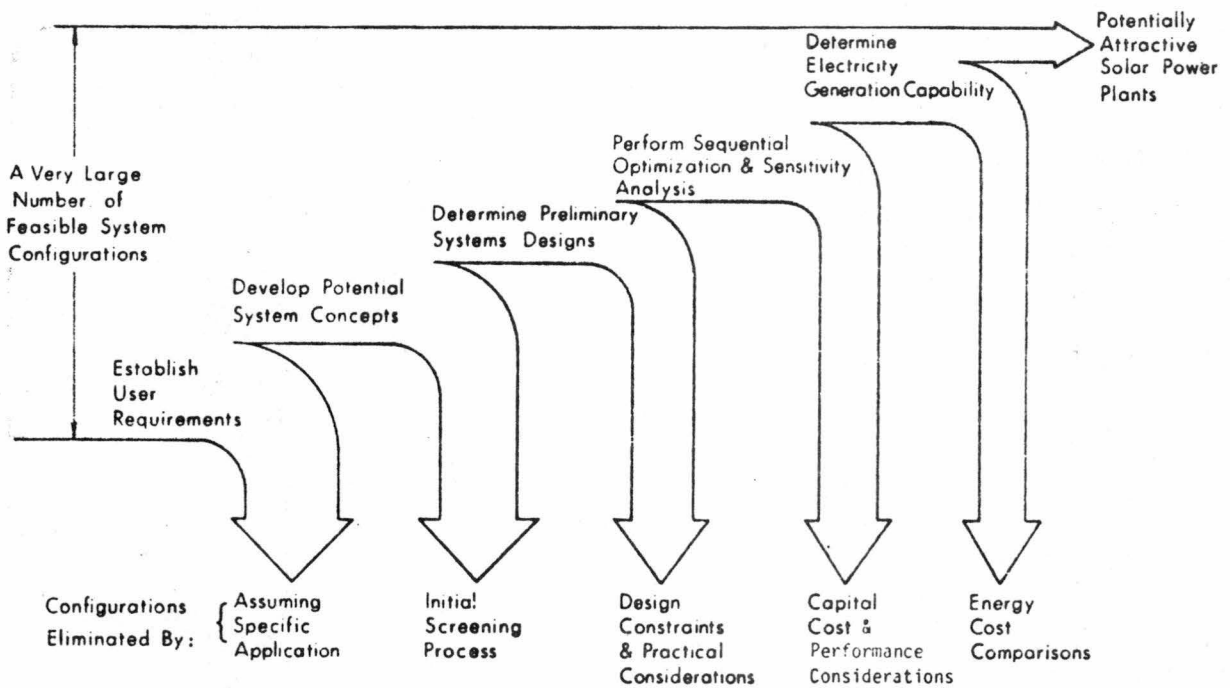 Potentially
Attractive
Solar Power
Plants
Determine
Electricity
Generation Capability
Perform Sequential
Optimization & Sensitivity
Analysis
A Very Large
Number of
Feasible System
Configurations
Determine Preliminary
Systems Designs
Develop Potential
System Concepts
Establish
User
Requirements
Configurations
Eliminated By:
Assuming
Specific
Application
Initial
Screening
Process
Design
Constraints
& Practical
Considerations
Capital
Cost &
Performance
Considerations
Energy
Cost
Comparisons